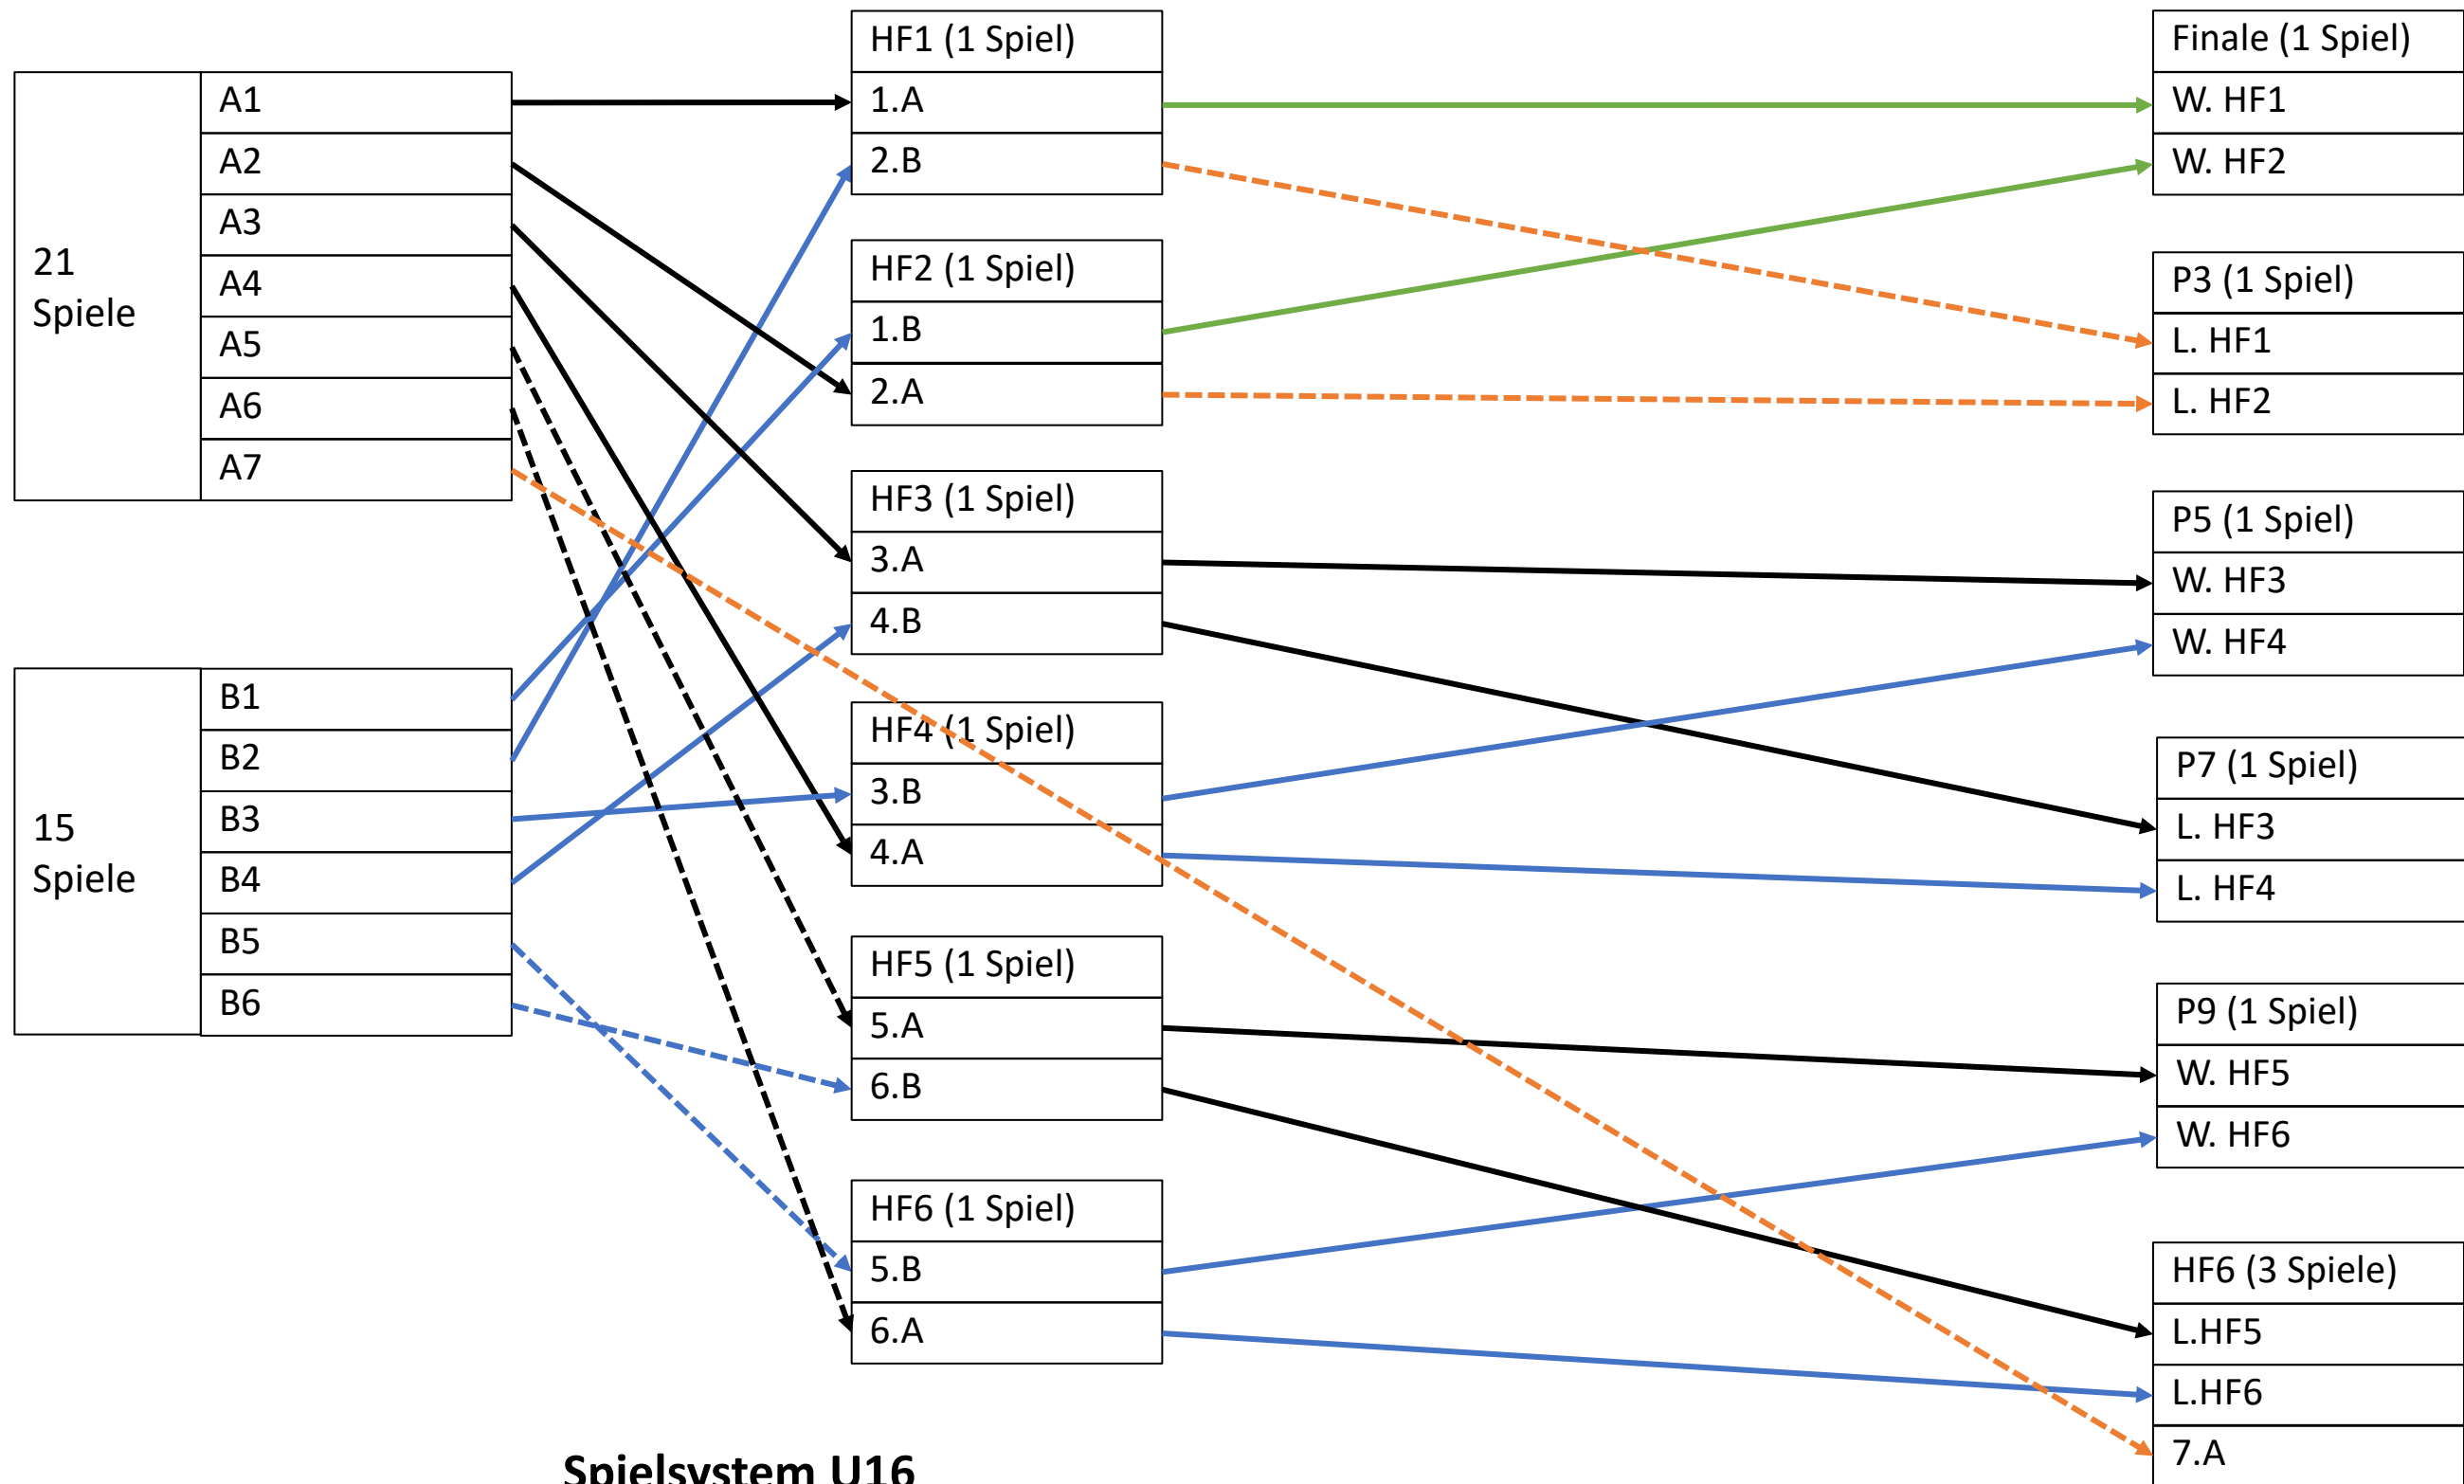 21
Spiele
A1
A2
A3
A4
A5
A6
A7
15
Spiele
B1
B2
B3
B4
B5
B6
HF1 (1 Spiel)
1.A
2.B
HF2 (1 Spiel)
1.B
2.A
HF3 (1 Spiel)
3.A
4.B
HF4 (1 Spiel)
3.B
4.A
HF5 (1 Spiel)
5.A
6.B
HF6 (1 Spiel)
5.B
6.A
Finale (1 Spiel)
W. HF1
W. HF2
P3 (1 Spiel)
L. HF1
L. HF2
P5 (1 Spiel)
W. HF3
W. HF4
P7 (1 Spiel)
L. HF3
L. HF4
P9 (1 Spiel)
W. HF5
W. HF6
HF6 (3 Spiele)
L.HF5
L.HF6
7.A
Spielsystem U16